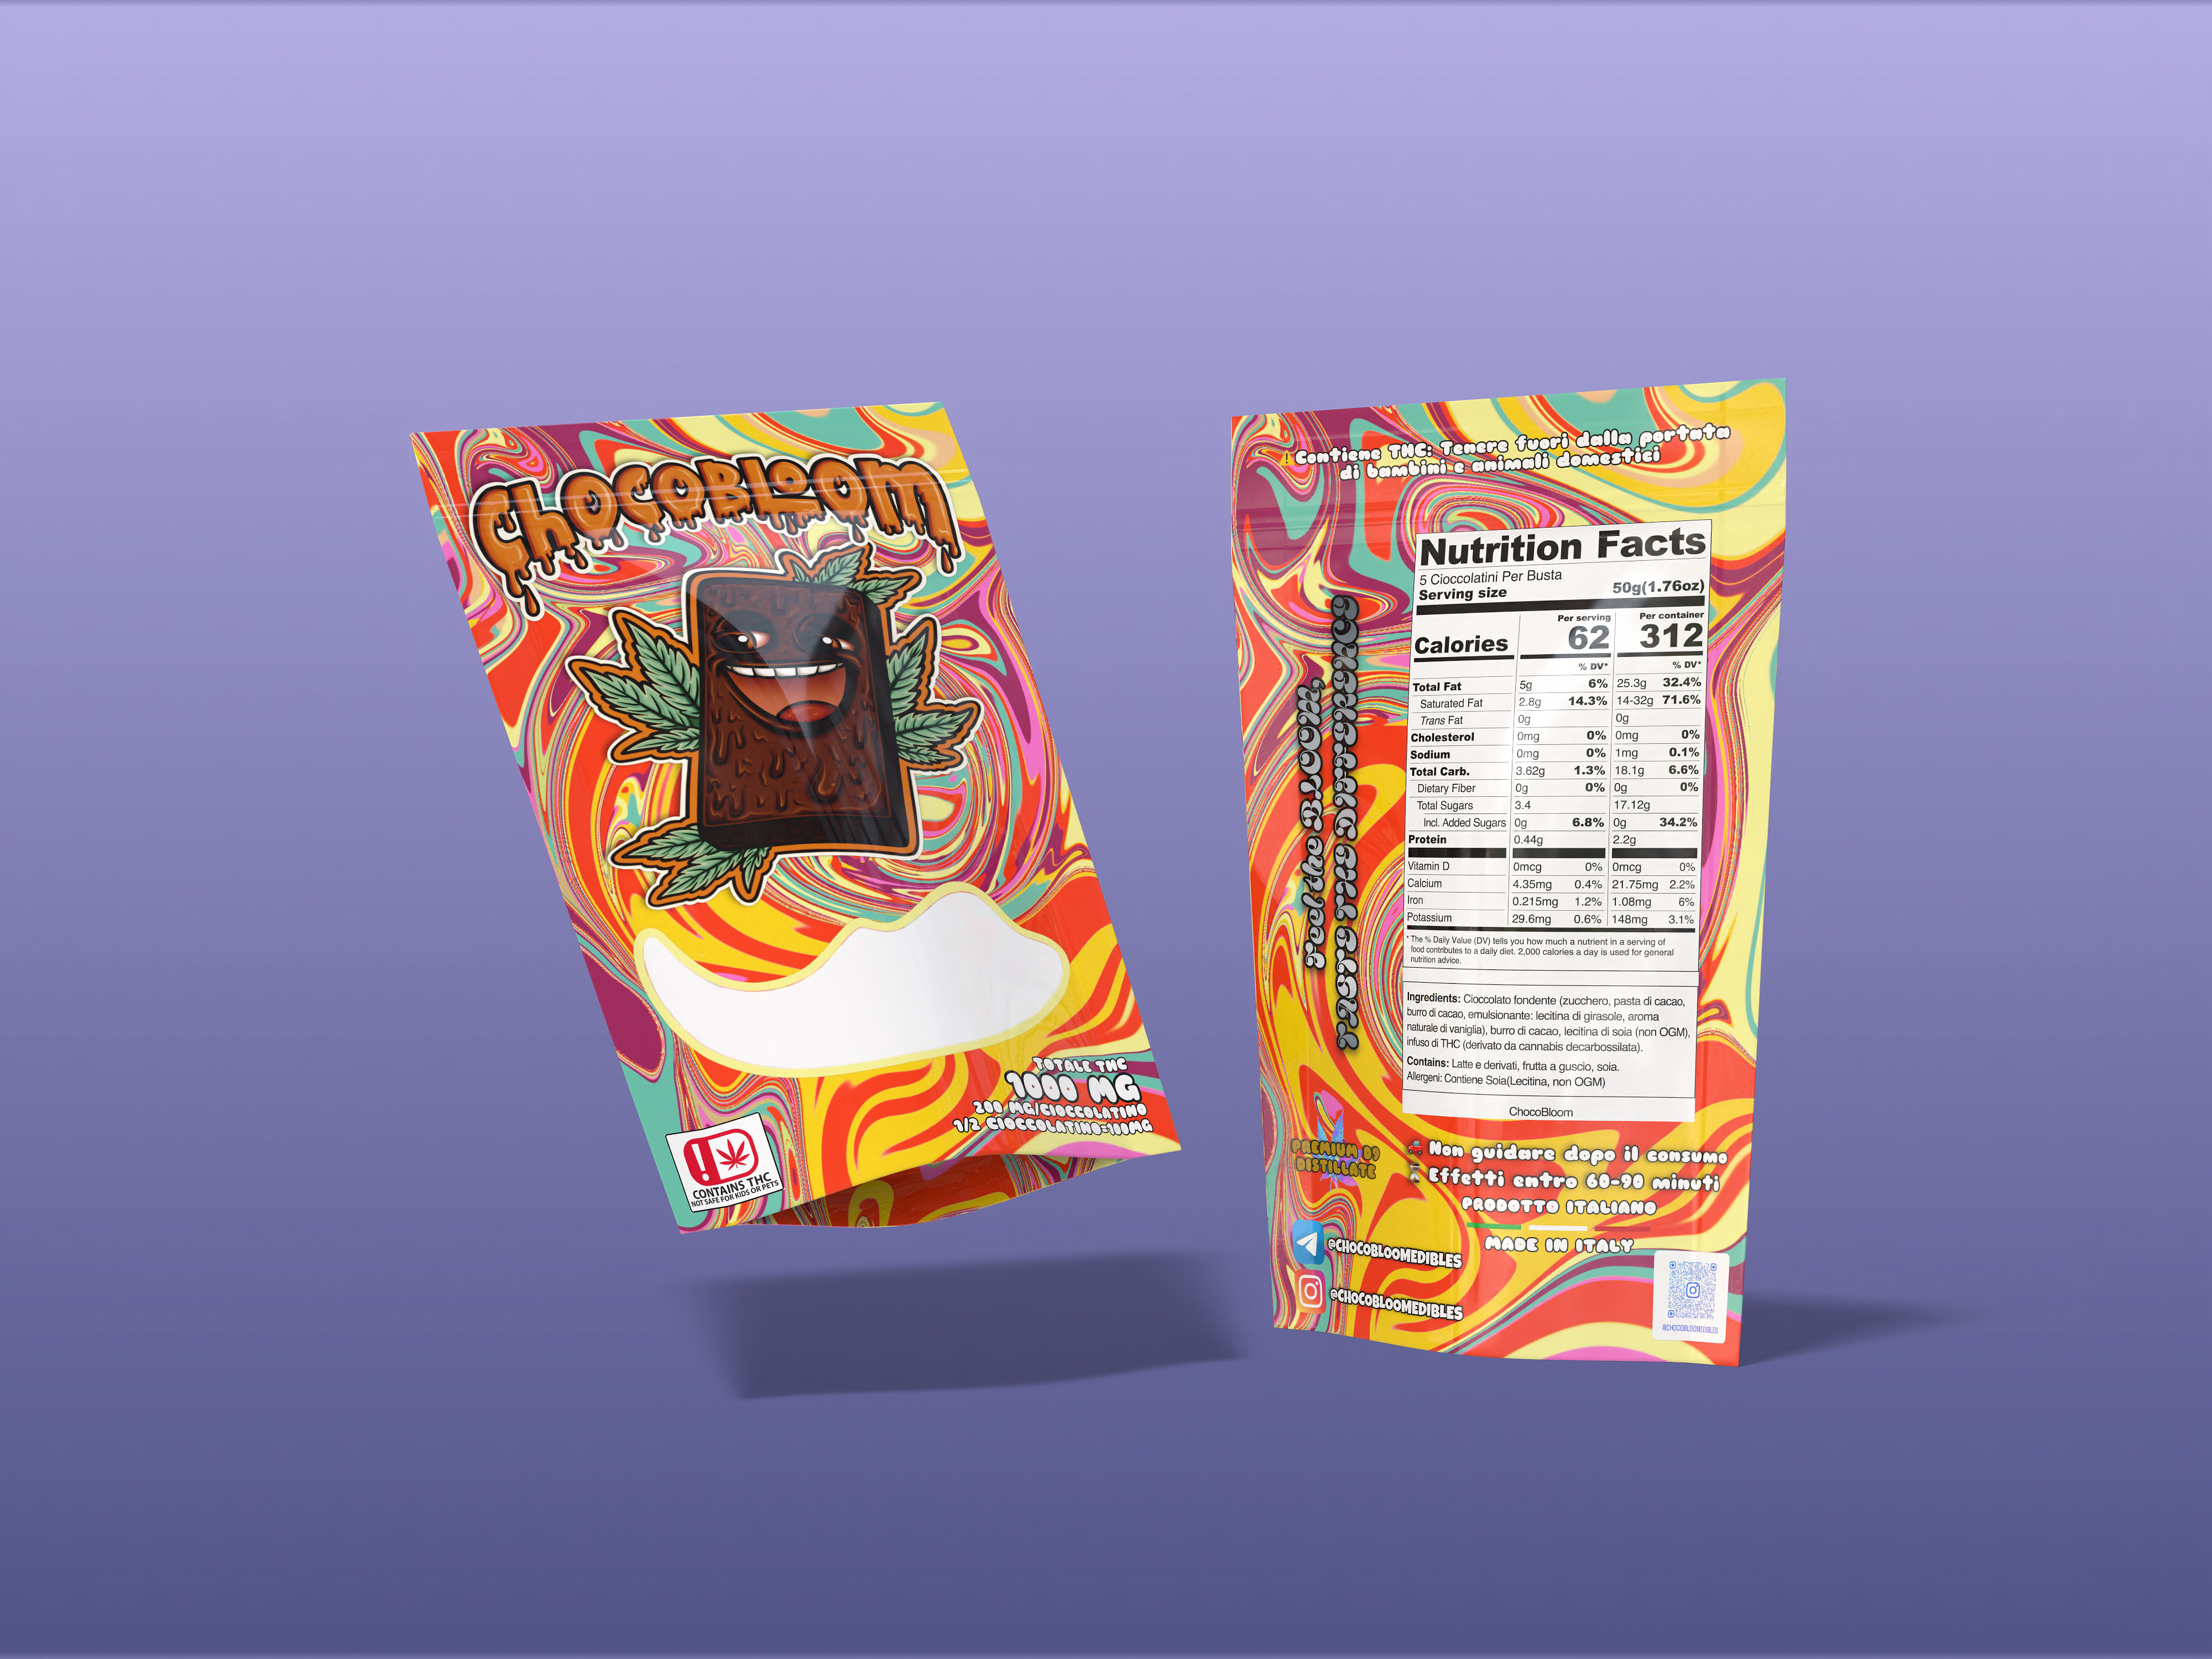 CHOCOBLOOM
TOTALE THC
1000 MG
200 MG/CIOCCOLATINO
1/2 CIOCCOLATINO=100MG
CONTAINS THC
NOT SAFE FOR KIDS OR PETS
⚠Contiene THC: Tenere fuori dalla portata
di bambini e animali domestici
Feel the BLOOM,
Nutrition Facts
5 Cioccolatini Per Busta
Serving size 50g(1.76oz)
Per serving Per container
Calories 62 312
% DV* % DV*
Total Fat 5g 6% 25.3g 32.4%
Saturated Fat 2.8g 14.3% 14-32g 71.6%
Trans Fat 0g 0g
Cholesterol 0mg 0% 0mg 0%
Sodium 0mg 0% 1mg 0.1%
Total Carb. 3.62g 1.3% 18.1g 6.6%
Dietary Fiber 0g 0% 0g 0%
Total Sugars 3.4 17.12g
Incl. Added Sugars 0g 6.8% 0g 34.2%
Protein 0.44g 2.2g
Vitamin D 0mcg 0% 0mcg 0%
Calcium 4.35mg 0.4% 21.75mg 2.2%
Iron 0.215mg 1.2% 1.08mg 6%
Potassium 29.6mg 0.6% 148mg 3.1%
* The % Daily Value (DV) tells you how much a nutrient in a serving of
food contributes to a daily diet. 2,000 calories a day is used for general
nutrition advice.
Ingredients: Cioccolato fondente (zucchero, pasta di cacao,
burro di cacao, emulsionante: lecitina di girasole, aroma
naturale di vaniglia), burro di cacao, lecitina di soia (non OGM),
infuso di THC (derivato da cannabis decarbossilata).
Contains: Latte e derivati, frutta a guscio, soia.
Allergeni: Contiene Soia(Lecitina, non OGM)
ChocoBloom
PREMIUM D9
DISTILLATE
Non guidare dopo il consumo
Effetti entro 60-90 minuti
PRODOTTO ITALIANO
MADE IN ITALY
@CHOCOBLOOMEDIBLES
@CHOCOBLOOMEDIBLES
@CHOCOBLOOMEDIBLES